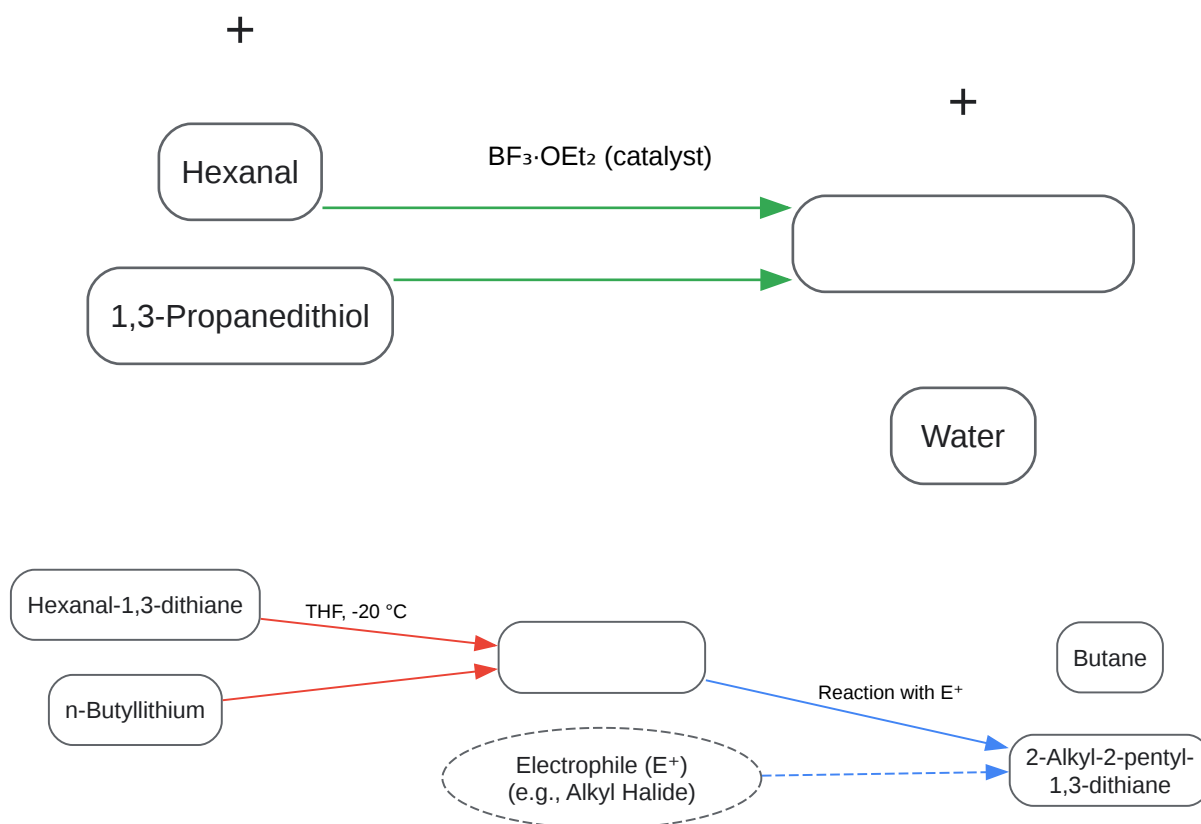 +
+
BF₃·OEt₂ (catalyst)
Hexanal
1,3-Propanedithiol
Water
Hexanal-1,3-dithiane
THF, -20 °C
n-Butyllithium
Butane
Reaction with E⁺
Electrophile (E⁺)
(e.g., Alkyl Halide)
2-Alkyl-2-pentyl-
1,3-dithiane